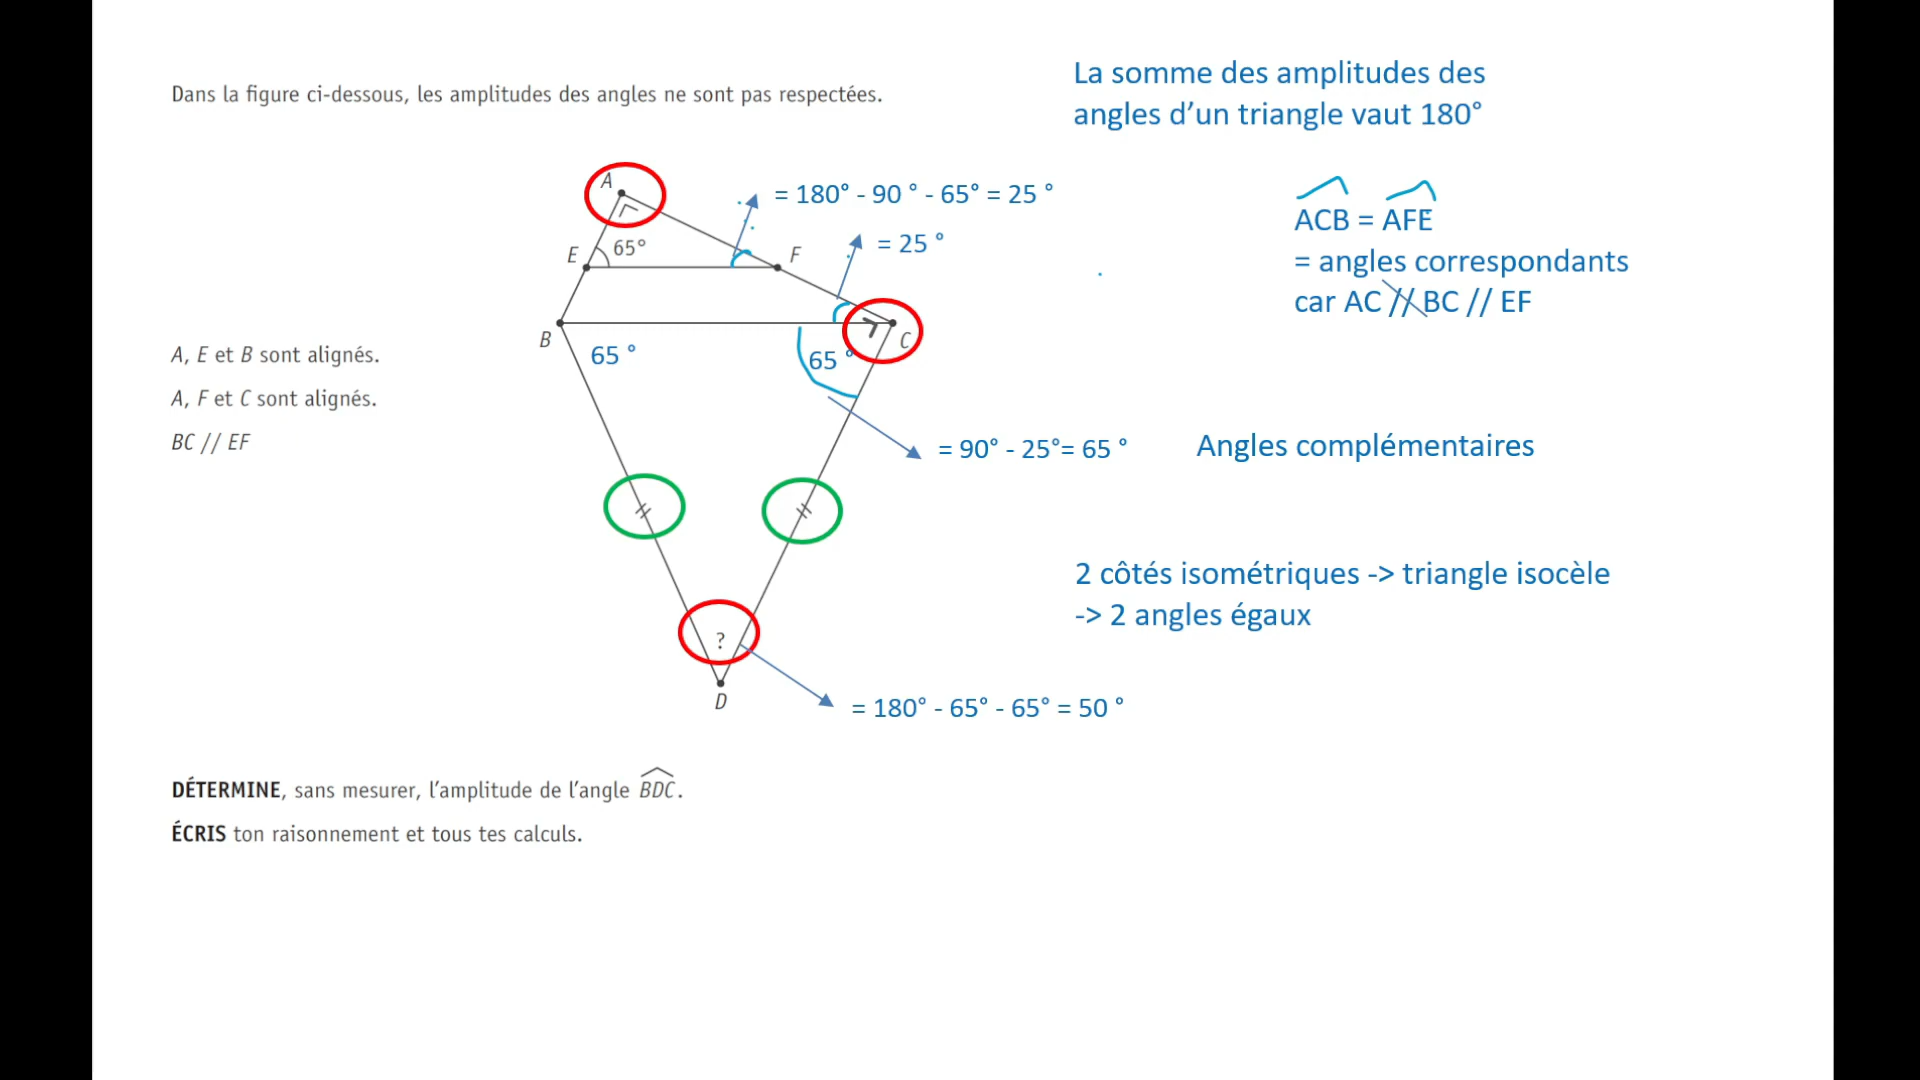 Dans la figure ci-dessous, les amplitudes des angles ne sont pas respectées.
La somme des amplitudes des
angles d’un triangle vaut 180°
A
= 180° - 90 ° - 65° = 25 °
ACB = AFE
= angles correspondants
car AC // BC // EF
= 25 °
E
65°
F
B
C
65 °
65 °
A, E et B sont alignés.
A, F et C sont alignés.
BC // EF
= 90° - 25°= 65 °
Angles complémentaires
2 côtés isométriques -> triangle isocèle
-> 2 angles égaux
?
D
= 180° - 65° - 65° = 50 °
DÉTERMINE, sans mesurer, l’amplitude de l’angle BDC.
ÉCRIS ton raisonnement et tous tes calculs.